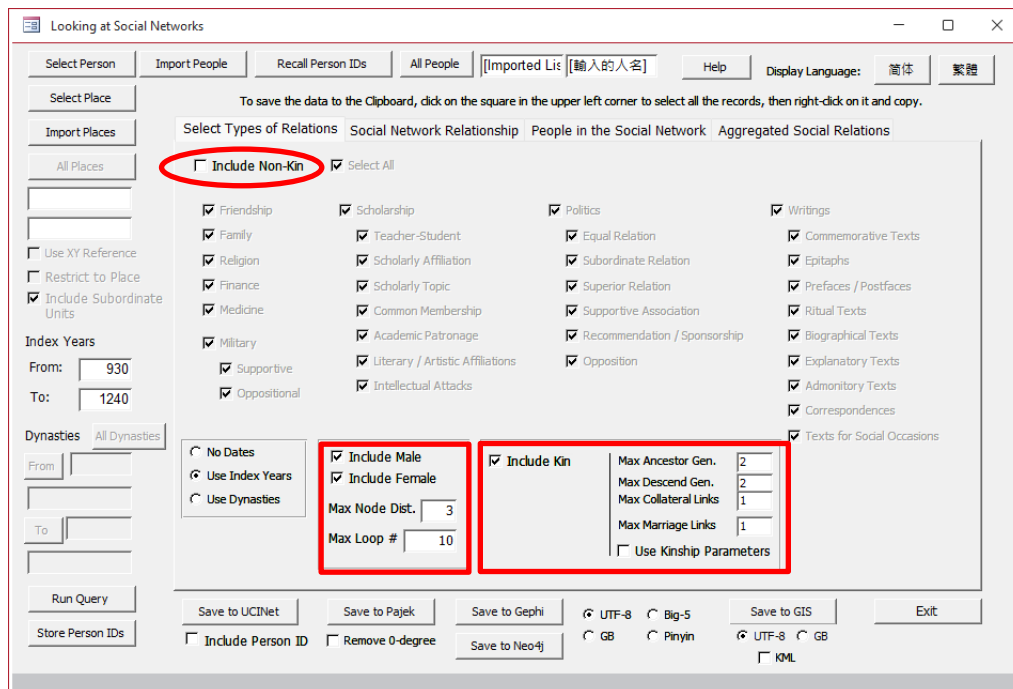 Looking at Social Networks
Select Person Import People Recall Person IDs All People [Imported Lis [輸入的人名] Help Display Language: 简体 繁體
Select Place
To save the data to the Clipboard, click on the square in the upper left corner to select all the records, then right-click on it and copy.
Import Places
Select Types of Relations Social Network Relationship People in the Social Network Aggregated Social Relations
All Places
Include Non-Kin Select All
Friendship Scholarship Politics Writings
Family Teacher-Student Equal Relation Commemorative Texts
Use XY Reference
Religion Scholarly Affiliation Subordinate Relation Epitaphs
Restrict to Place
Finance Scholarly Topic Superior Relation Prefaces / Postfaces
Include Subordinate Units
Medicine Common Membership Supportive Association Ritual Texts
Index Years
Military Academic Patronage Recommendation / Sponsorship Biographical Texts
From: 930
Supportive Literary / Artistic Affiliations Opposition Explanatory Texts
Oppositional Intellectual Attacks Admonitory Texts
To: 1240
Correspondences
Dynasties All Dynasties
Texts for Social Occasions
From
No Dates
Use Index Years
Use Dynasties
Include Male
Include Female
Max Node Dist. 3
Max Loop # 10
Include Kin
Max Ancestor Gen. 2
Max Descend Gen. 2
Max Collateral Links 1
Max Marriage Links 1
Use Kinship Parameters
To
Run Query
Store Person IDs
Save to UCINet Save to Pajek Save to Gephi UTF-8 Big-5 Save to GIS Exit
Include Person ID Remove 0-degree Save to Neo4j GB Pinyin UTF-8 GB
KML